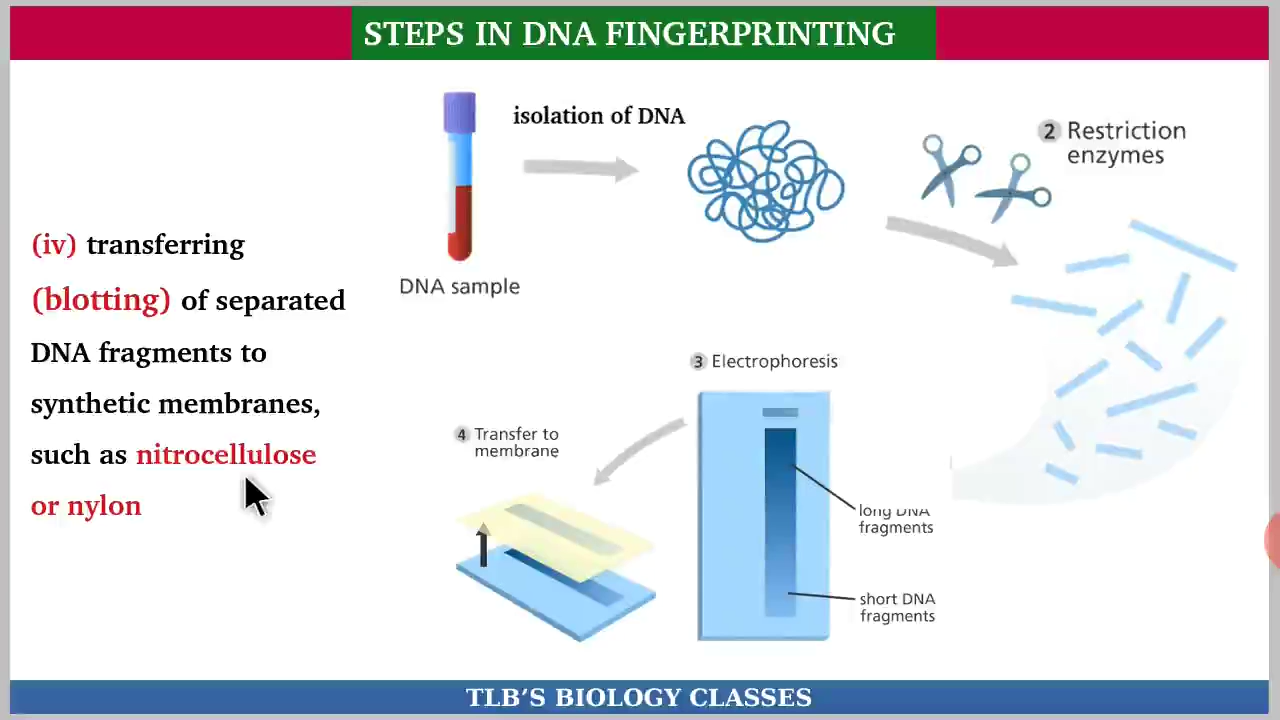 STEPS IN DNA FINGERPRINTING
isolation of DNA
2 Restriction
enzymes
DNA sample
(iv) transferring
(blotting) of separated
DNA fragments to
synthetic membranes,
such as nitrocellulose
or nylon
3 Electrophoresis
4 Transfer to
membrane
long DNA
fragments
short DNA
fragments
TLB'S BIOLOGY CLASSES